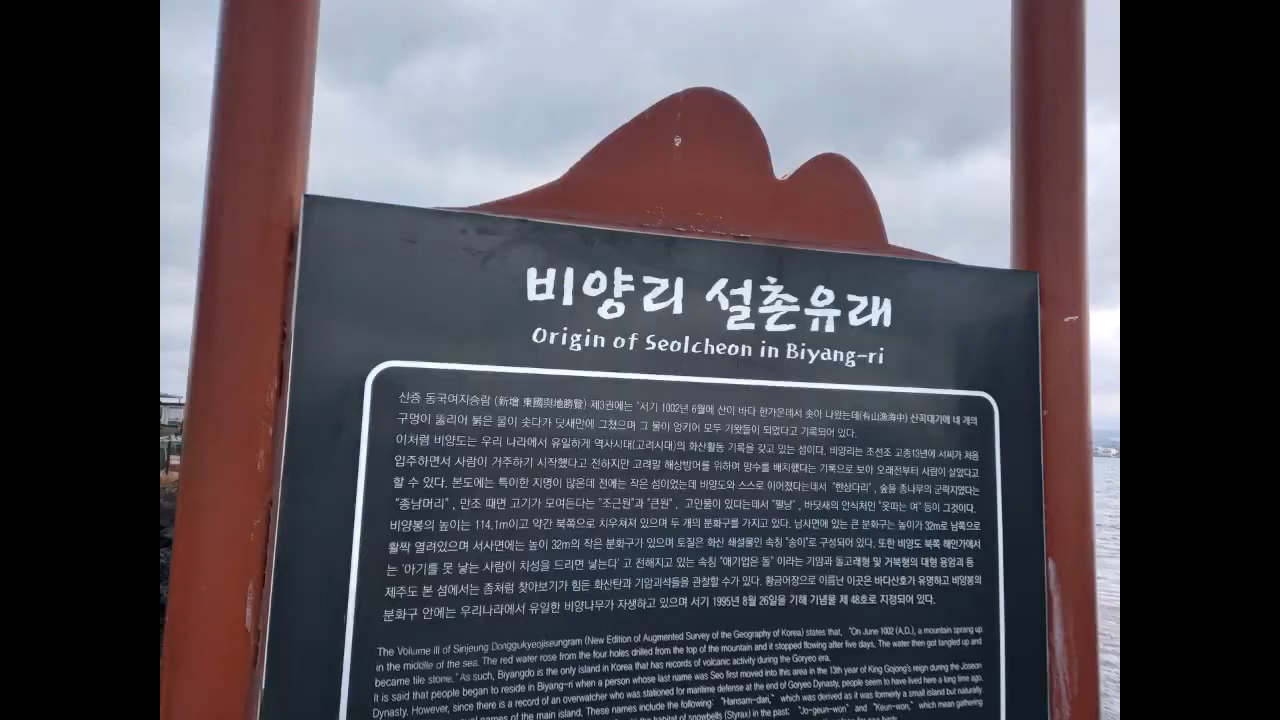 비양리 설촌유래
Origin of Seolcheon in Biyang-ri
신증 동국여지승람 (新增 東國與地勝覽) 제3권에는 "서기 1002년 6월에 산이 바다 한가운데서 솟아 나왔는데(有山湧海中) 산꼭대기에 네 개의
구멍이 뚫리어 붉은 물이 솟다가 닷새만에 그쳤으며 그 물이 엉키어 모두 기왓돌이 되었다고 기록되어 있다.
이처럼 비양도는 우리 나라에서 유일하게 역사시대(고려시대)의 화산활동 기록을 갖고 있는 섬이다. 비양리는 조선조 고종13년에 서씨가 처음
입주하면서 사람이 거주하기 시작했다고 전하지만 고려말 해상방어를 위하여 망수를 배치했다는 기록으로 보아 오래전부터 사람이 살았다고
할 수 있다. 본도에는 특이한 지명이 많은데 전에는 작은 섬이었는데 비양도와 스스로 이어졌다는데서 "한삼다리", 숲을 종나무의 군락지였다는
"종남머리", 만조 때면 고기가 모여든다는 "조근원"과 "큰원", 고인물이 있다는데서 "펄낭", 바닷새의 안식처인 "옷따는 여" 등이 그것이다.
비양봉의 높이는 114.1m이고 약간 북쪽으로 치우쳐져 있으며 두 개의 분화구를 가지고 있다. 남사면에 있는 큰 분화구는 높이가 32m로 남쪽으로
활짝 열려있으며 서사면에는 높이 32m의 작은 분화구가 있으며 토질은 화산 쇄설물인 속칭 "송이"로 구성되어 있다. 또한 비양도 북쪽 해안가에서
는 '아기를 못 낳는 사람이 치성을 드리면 낳는다' 고 전해지고 있는 속칭 "애기업은 돌" 이라는 기암과 돌고래형 및 거북형의 대형 용암과 등
제주도 본 섬에서는 좀처럼 찾아보기가 힘든 화산탄과 기암괴석들을 관찰할 수가 있다. 황금어장으로 이름난 이곳은 바다산호가 유명하고 비양봉의
분화구 안에는 우리나라에서 유일한 비양나무가 자생하고 있으며 서기 1995년 8월 26일을 기해 기념물 제 48호로 지정되어 있다.
The Volume III of Sinjeung Donggukyeojiseungram (New Edition of Augmented Survey of the Geography of Korea) states that, "On June 1002 (A.D.), a mountain sprang up
in the middle of the sea. The red water rose from the four holes drilled from the top of the mountain and it stopped flowing after five days. The water then got tangled up and
became tile stone." As such, Biyangdo is the only island in Korea that has records of volcanic activity during the Goryeo era.
It is said that people began to reside in Biyang-ri when a person whose last name was Seo first moved into this area in the 13th year of King Gojong's reign during the Joseon
Dynasty. However, since there is a record of an overwatcher who was stationed for maritime defense at the end of Goryeo Dynasty, people seem to have lived here a long time ago.
names of the main island. These names include the following: "Hansam-dari," which was derived as it was formerly a small island but naturally
habitat of snowbells (Styrax) in the past; "Jo-geun-won" and "Keun-won," which mean gathering